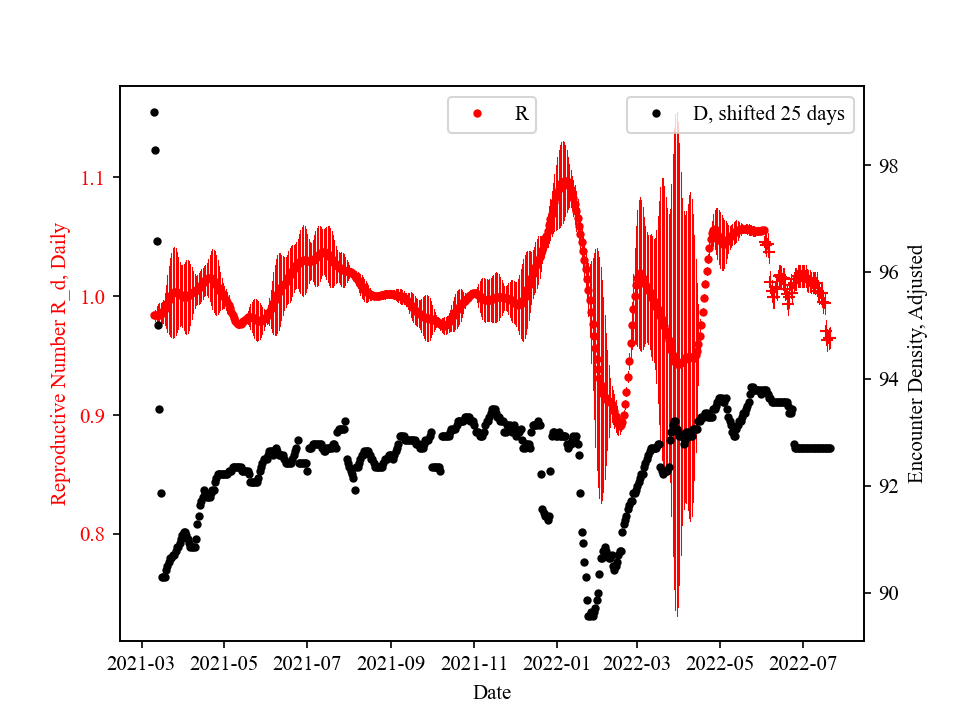 R
D, shifted 25 days
1.1
1.0
0.9
0.8
Reproductive Number R_d, Daily
98
96
94
92
90
Encounter Density, Adjusted
2021-03 2021-05 2021-07 2021-09 2021-11 2022-01 2022-03 2022-05 2022-07
Date